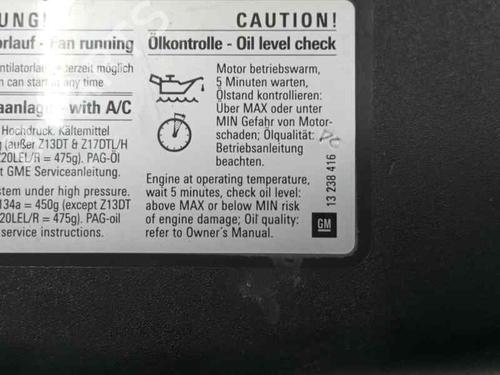 UNG!
CAUTION!
orlauf - Fan running
Ölkontrolle - Oil level check
entilatorlauf jederzeit möglich
n can start at any time
Motor betriebswarm,
5 Minuten warten,
Ölstand kontrollieren:
Über MAX oder unter
MIN Gefahr von Motor-
schaden; Ölqualität:
Betriebsanleitung
beachten.
aanlage - with A/C
Hochdruck. Kältemittel
g (außer Z13DT & Z17DTL/H
Z20LEL/R = 475g). PAG-Öl
t GME Serviceanleitung.
stem under high pressure.
134a = 450g (except Z13DT
20LEL/R = 475g). PAG-oil
service instructions.
Engine at operating temperature,
wait 5 minutes, check oil level:
above MAX or below MIN risk
of engine damage; Oil quality:
refer to Owner's Manual.
13 238 416
GM